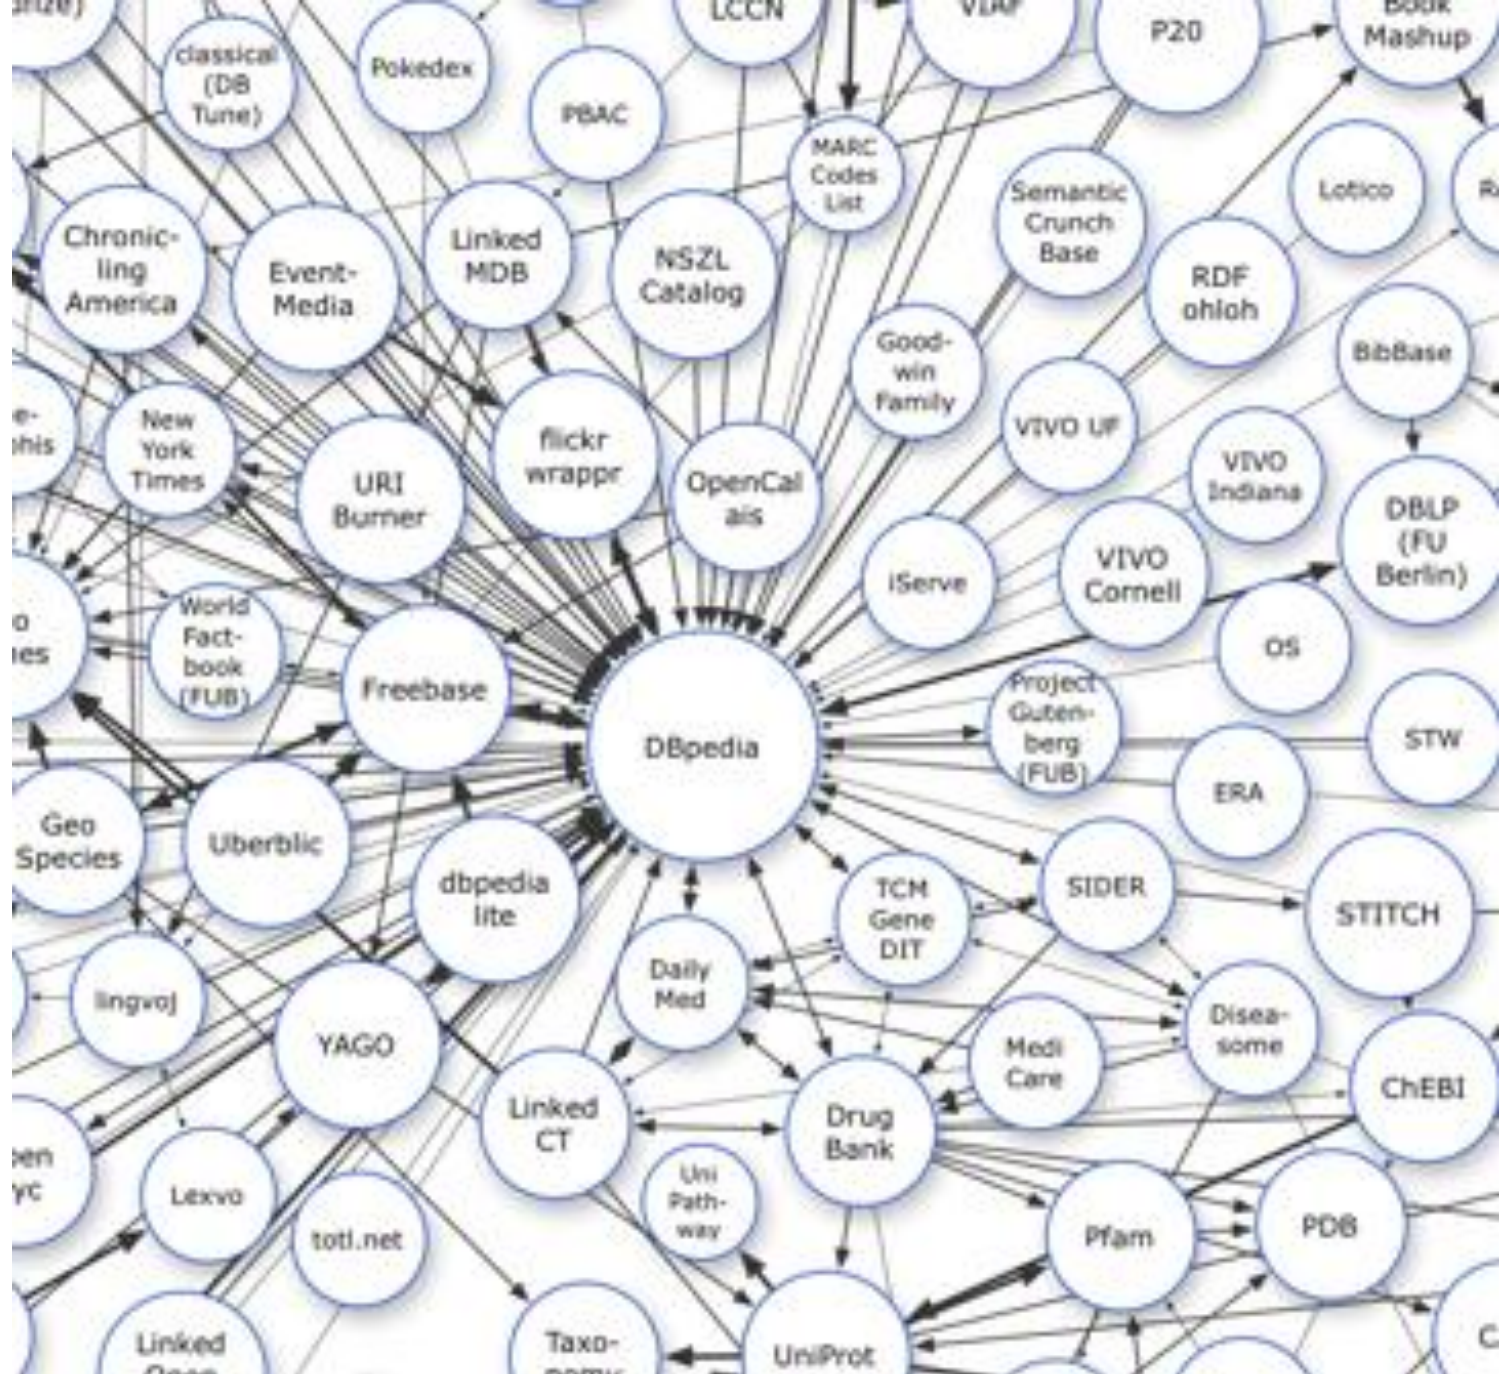 LCCN
VIAF
P20
Book
Mashup
classical
(DB
Tune)
Pokedex
PBAC
MARC
Codes
List
Semantic
Crunch
Base
Lotico
Chronic-
ling
America
Event-
Media
Linked
MDB
NSZL
Catalog
RDF
ohloh
Good-
win
Family
BibBase
New
York
Times
URI
Burner
flickr
wrappr
OpenCal
ais
VIVO UF
VIVO
Indiana
DBLP
(FU
Berlin)
iServe
VIVO
Cornell
World
Fact-
book
(FUB)
Freebase
DBpedia
Project
Guten-
berg
(FUB)
OS
STW
ERA
Geo
Species
Uberblic
dbpedia
lite
TCM
Gene
DIT
SIDER
STITCH
lingvoj
YAGO
Daily
Med
Medi
Care
Disea-
some
ChEBI
Linked
CT
Drug
Bank
Lexvo
totl.net
Uni
Path-
way
Pfam
PDB
Linked
Open
Taxo-
nomy
UniProt